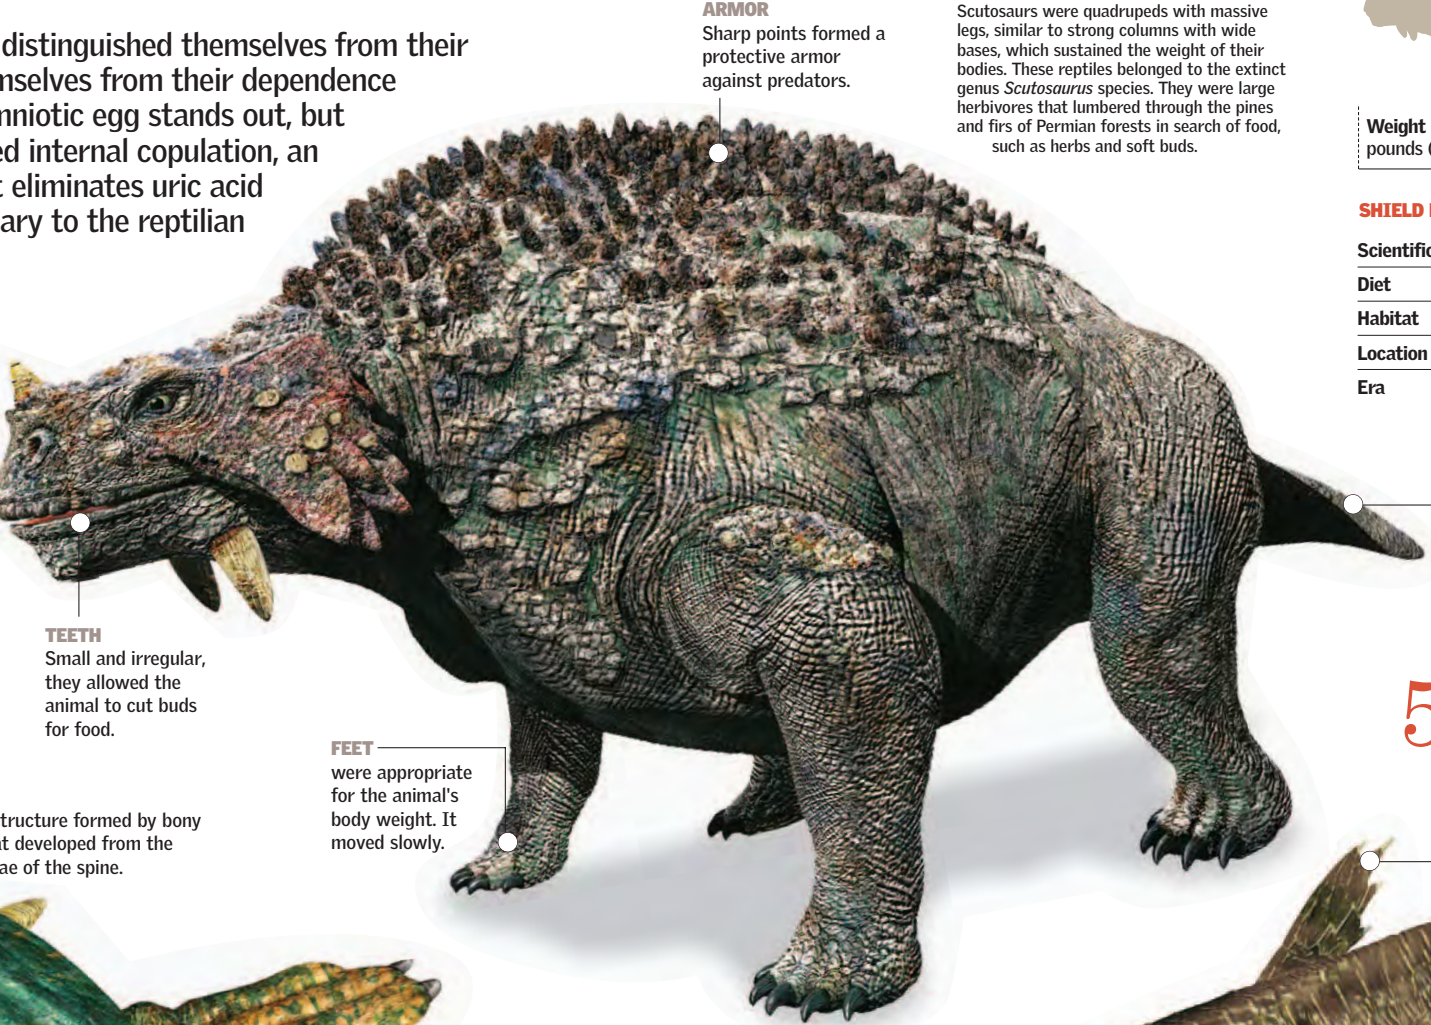 distinguished themselves from their
mselves from their dependence
nniotic egg stands out, but
ed internal copulation, an
t eliminates uric acid
ary to the reptilian
ARMOR
Sharp points formed a
protective armor
against predators.
Scutosaurs were quadrupeds with massive
legs, similar to strong columns with wide
bases, which sustained the weight of their
bodies. These reptiles belonged to the extinct
genus Scutosaurus species. They were large
herbivores that lumbered through the pines
and firs of Permian forests in search of food,
such as herbs and soft buds.
Weight
pounds (
SHIELD
Scientific
Diet
Habitat
Location
Era
TEETH
Small and irregular,
they allowed the
animal to cut buds
for food.
FEET
were appropriate
for the animal's
body weight. It
moved slowly.
tructure formed by bony
at developed from the
ae of the spine.
5